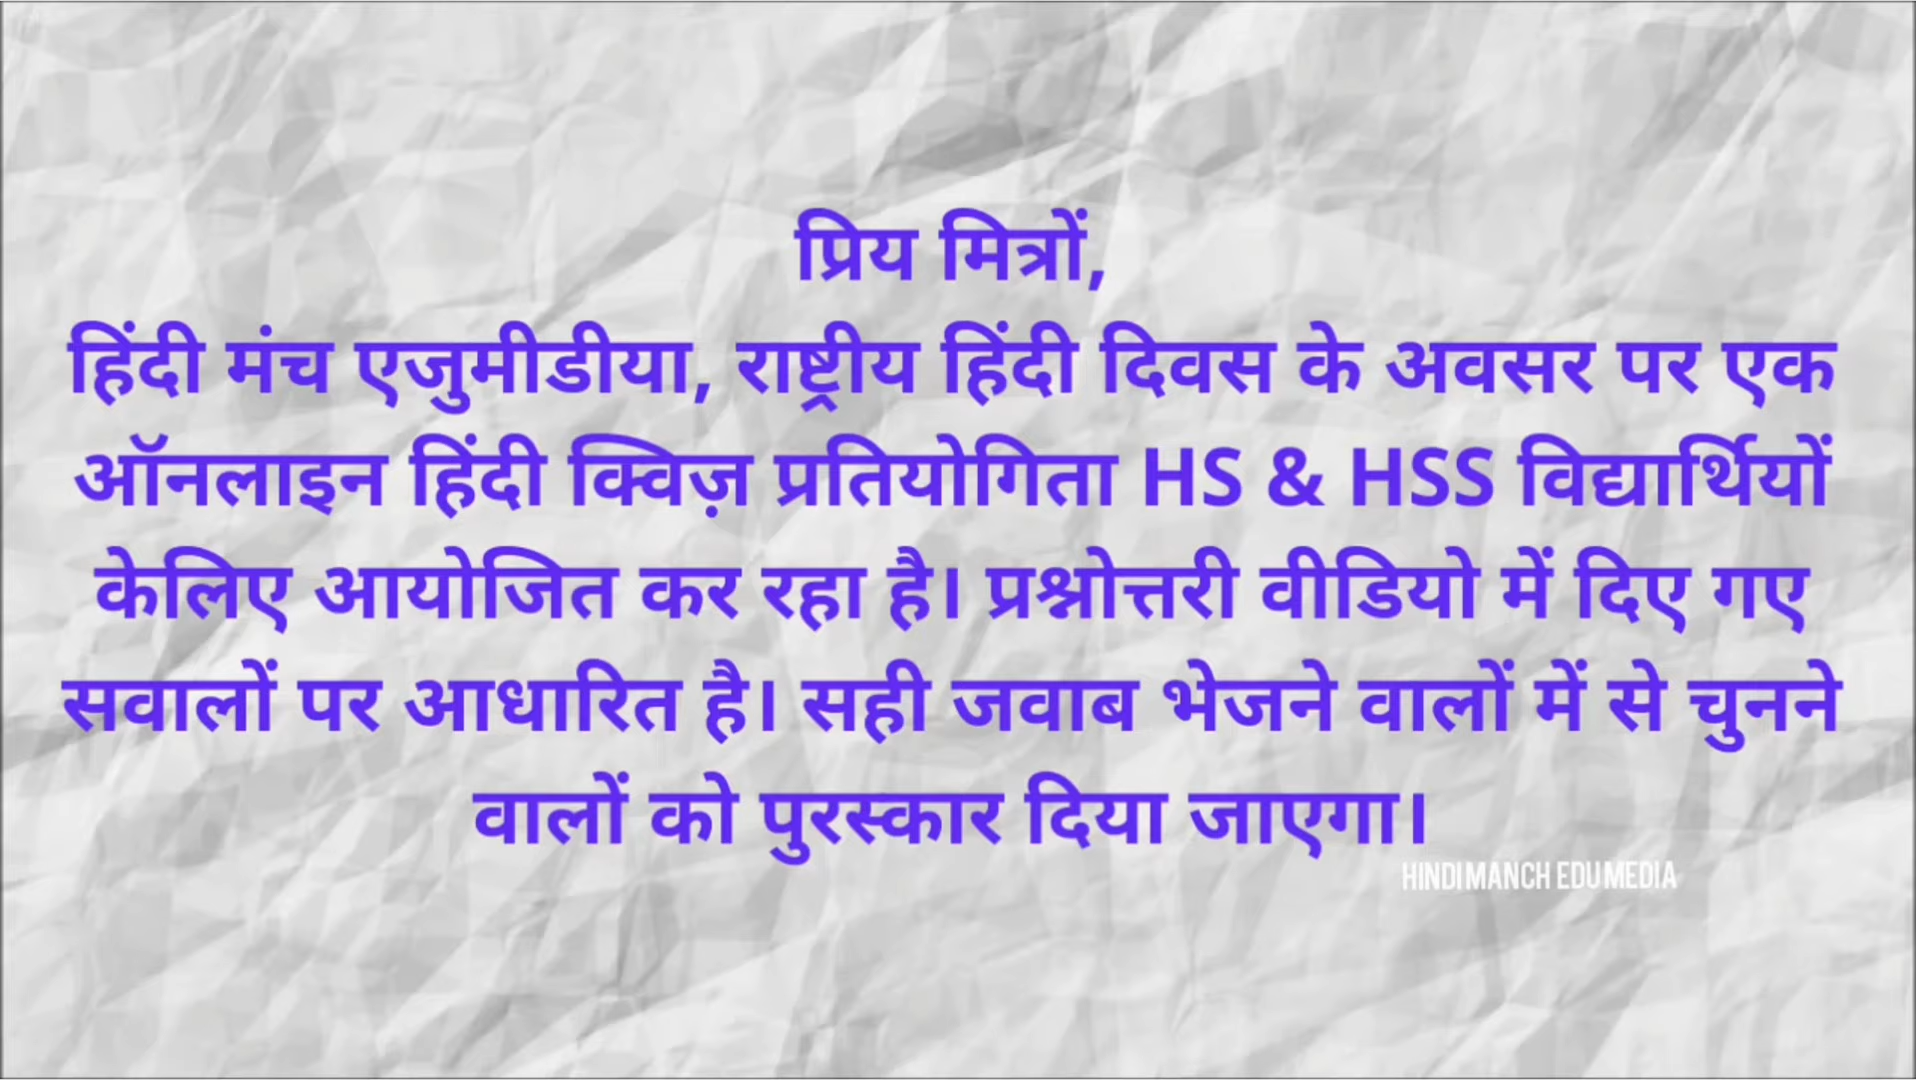 प्रिय मित्रों,
हिंदी मंच एजुमीडीया, राष्ट्रीय हिंदी दिवस के अवसर पर एक
ऑनलाइन हिंदी क्विज़ प्रतियोगिता HS & HSS विद्यार्थियों
केलिए आयोजित कर रहा है। प्रश्नोत्तरी वीडियो में दिए गए
सवालों पर आधारित है। सही जवाब भेजने वालों में से चुनने
वालों को पुरस्कार दिया जाएगा।
HINDI MANCH EDU MEDIA